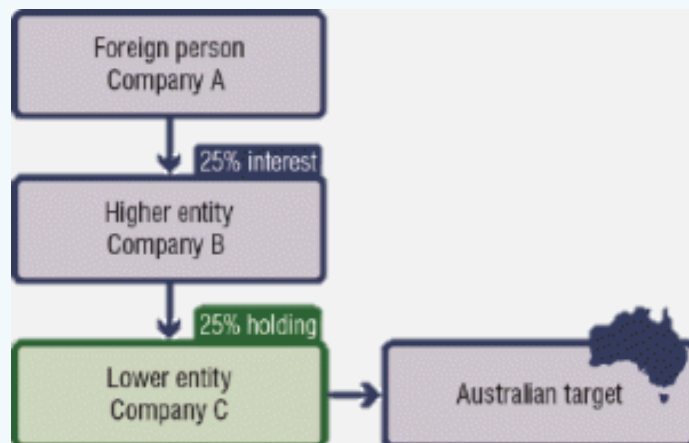 Foreign person
Company A
25% interest
Higher entity
Company B
25% holding
Lower entity
Company C
Australian target